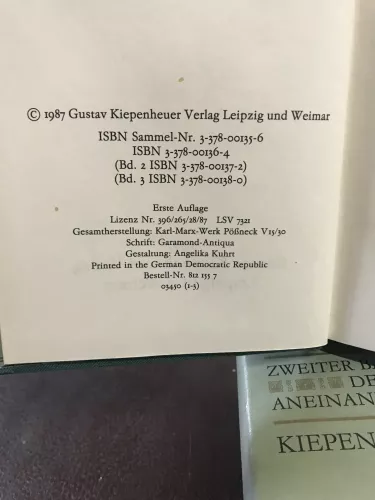 © 1987 Gustav Kiepenheuer Verlag Leipzig und Weimar
ISBN Sammel-Nr. 3-378-00135-6
ISBN 3-378-00136-4
(Bd. 2 ISBN 3-378-00137-2)
(Bd. 3 ISBN 3-378-00138-0)
Erste Auflage
Lizenz Nr. 396/265/28/87 LSV 7321
Gesamtherstellung: Karl-Marx-Werk Pößneck V15/30
Schrift: Garamond-Antiqua
Gestaltung: Angelika Kuhrt
Printed in the German Democratic Republic
Bestell-Nr. 812 155 7
03450 (1-3)
ZWEITER B
DE
ANEINAN
KIEPEN